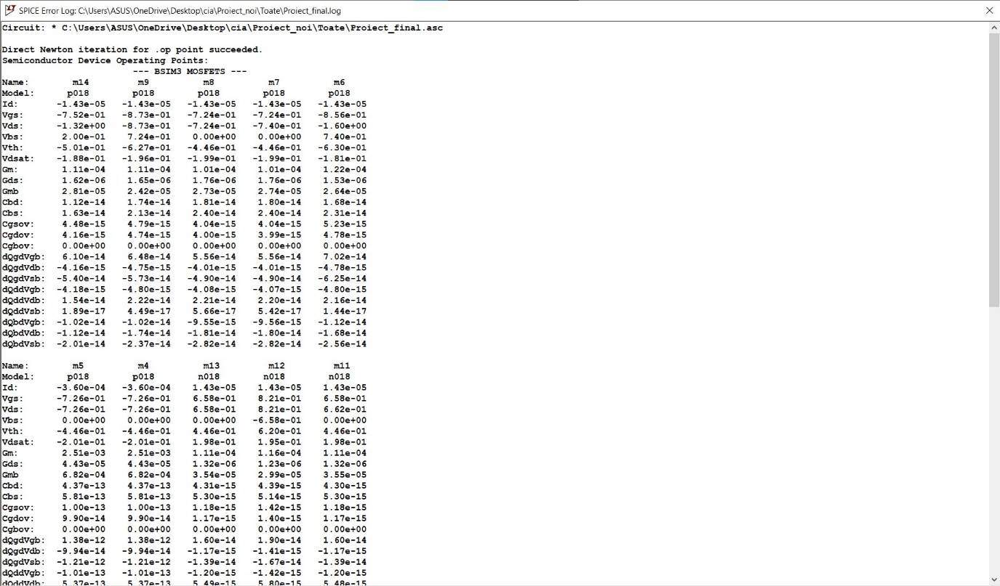 SPICE Error Log: C:\Users\ASUS\OneDrive\Desktop\cia\Proiect_noi\Toate\Proiect_final.log
Circuit: * C:\Users\ASUS\OneDrive\Desktop\cia\Proiect_noi\Toate\Proiect_final.asc
Direct Newton iteration for .op point succeeded.
Semiconductor Device Operating Points:
--- BSIM3 MOSFETS ---
Name: m14 m9 m8 m7 m6
Model: p018 p018 p018 p018 p018
Id: -1.43e-05 -1.43e-05 -1.43e-05 -1.43e-05 -1.43e-05
Vgs: -7.52e-01 -8.73e-01 -7.24e-01 -7.24e-01 -8.56e-01
Vds: -1.32e+00 -8.73e-01 -7.24e-01 -7.40e-01 -1.60e+00
Vbs: 2.00e-01 7.24e-01 0.00e+00 0.00e+00 7.40e-01
Vth: -5.01e-01 -6.27e-01 -4.46e-01 -4.46e-01 -6.30e-01
Vdsat: -1.88e-01 -1.96e-01 -1.99e-01 -1.99e-01 -1.81e-01
Gm: 1.11e-04 1.11e-04 1.01e-04 1.01e-04 1.22e-04
Gds: 1.62e-06 1.65e-06 1.76e-06 1.76e-06 1.53e-06
Gmb 2.81e-05 2.42e-05 2.73e-05 2.74e-05 2.64e-05
Cbd: 1.12e-14 1.74e-14 1.81e-14 1.80e-14 1.68e-14
Cbs: 1.63e-14 2.13e-14 2.40e-14 2.40e-14 2.31e-14
Cgsov: 4.48e-15 4.79e-15 4.04e-15 4.04e-15 5.23e-15
Cgdov: 4.16e-15 4.74e-15 4.00e-15 3.99e-15 4.78e-15
Cgbov: 0.00e+00 0.00e+00 0.00e+00 0.00e+00 0.00e+00
dQgdVgb: 6.10e-14 6.48e-14 5.56e-14 5.56e-14 7.02e-14
dQgdVdb: -4.16e-15 -4.75e-15 -4.01e-15 -4.01e-15 -4.78e-15
dQgdVsb: -5.40e-14 -5.73e-14 -4.90e-14 -4.90e-14 -6.25e-14
dQddVgb: -4.18e-15 -4.80e-15 -4.08e-15 -4.07e-15 -4.80e-15
dQddVdb: 1.54e-14 2.22e-14 2.21e-14 2.20e-14 2.16e-14
dQddVsb: 1.89e-17 4.49e-17 5.66e-17 5.42e-17 1.44e-17
dQbdVgb: -1.02e-14 -1.02e-14 -9.55e-15 -9.56e-15 -1.12e-14
dQbdVdb: -1.12e-14 -1.74e-14 -1.81e-14 -1.80e-14 -1.68e-14
dQbdVsb: -2.01e-14 -2.37e-14 -2.82e-14 -2.82e-14 -2.56e-14
Name: m5 m4 m13 m12 m11
Model: p018 p018 n018 n018 n018
Id: -3.60e-04 -3.60e-04 1.43e-05 1.43e-05 1.43e-05
Vgs: -7.26e-01 -7.26e-01 6.58e-01 8.21e-01 6.58e-01
Vds: -7.26e-01 -7.26e-01 6.58e-01 8.21e-01 6.62e-01
Vbs: 0.00e+00 0.00e+00 0.00e+00 -6.58e-01 0.00e+00
Vth: -4.46e-01 -4.46e-01 4.46e-01 6.20e-01 4.46e-01
Vdsat: -2.01e-01 -2.01e-01 1.98e-01 1.95e-01 1.98e-01
Gm: 2.51e-03 2.51e-03 1.11e-04 1.16e-04 1.11e-04
Gds: 4.43e-05 4.43e-05 1.32e-06 1.23e-06 1.32e-06
Gmb 6.82e-04 6.82e-04 3.54e-05 2.99e-05 3.55e-05
Cbd: 4.37e-13 4.37e-13 4.31e-15 4.39e-15 4.30e-15
Cbs: 5.81e-13 5.81e-13 5.30e-15 5.14e-15 5.30e-15
Cgsov: 1.00e-13 1.00e-13 1.18e-15 1.42e-15 1.18e-15
Cgdov: 9.90e-14 9.90e-14 1.17e-15 1.40e-15 1.17e-15
Cgbov: 0.00e+00 0.00e+00 0.00e+00 0.00e+00 0.00e+00
dQgdVgb: 1.38e-12 1.38e-12 1.60e-14 1.90e-14 1.60e-14
dQgdVdb: -9.94e-14 -9.94e-14 -1.17e-15 -1.41e-15 -1.17e-15
dQgdVsb: -1.21e-12 -1.21e-12 -1.39e-14 -1.67e-14 -1.39e-14
dQddVgb: -1.01e-13 -1.01e-13 -1.20e-15 -1.42e-15 -1.20e-15
dQddVdb: 5.37e-13 5.37e-13 5.49e-15 5.80e-15 5.48e-15